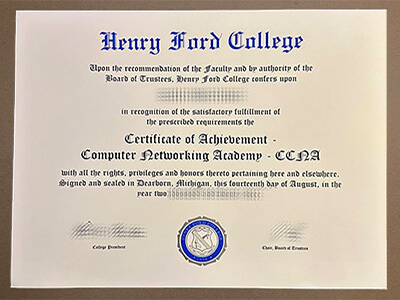 Henry Ford College
Upon the recommendation of the Faculty and by authority of the
Board of Trustees, Henry Ford College confers upon
in recognition of the satisfactory fulfillment of
the prescribed requirements the
Certificate of Achievement -
Computer Networking Academy - CCNA
with all the rights, privileges and honors thereto pertaining here and elsewhere.
Signed and sealed in Dearborn, Michigan, this fourteenth day of August, in the
year two
College President
Chair, Board of Trustees